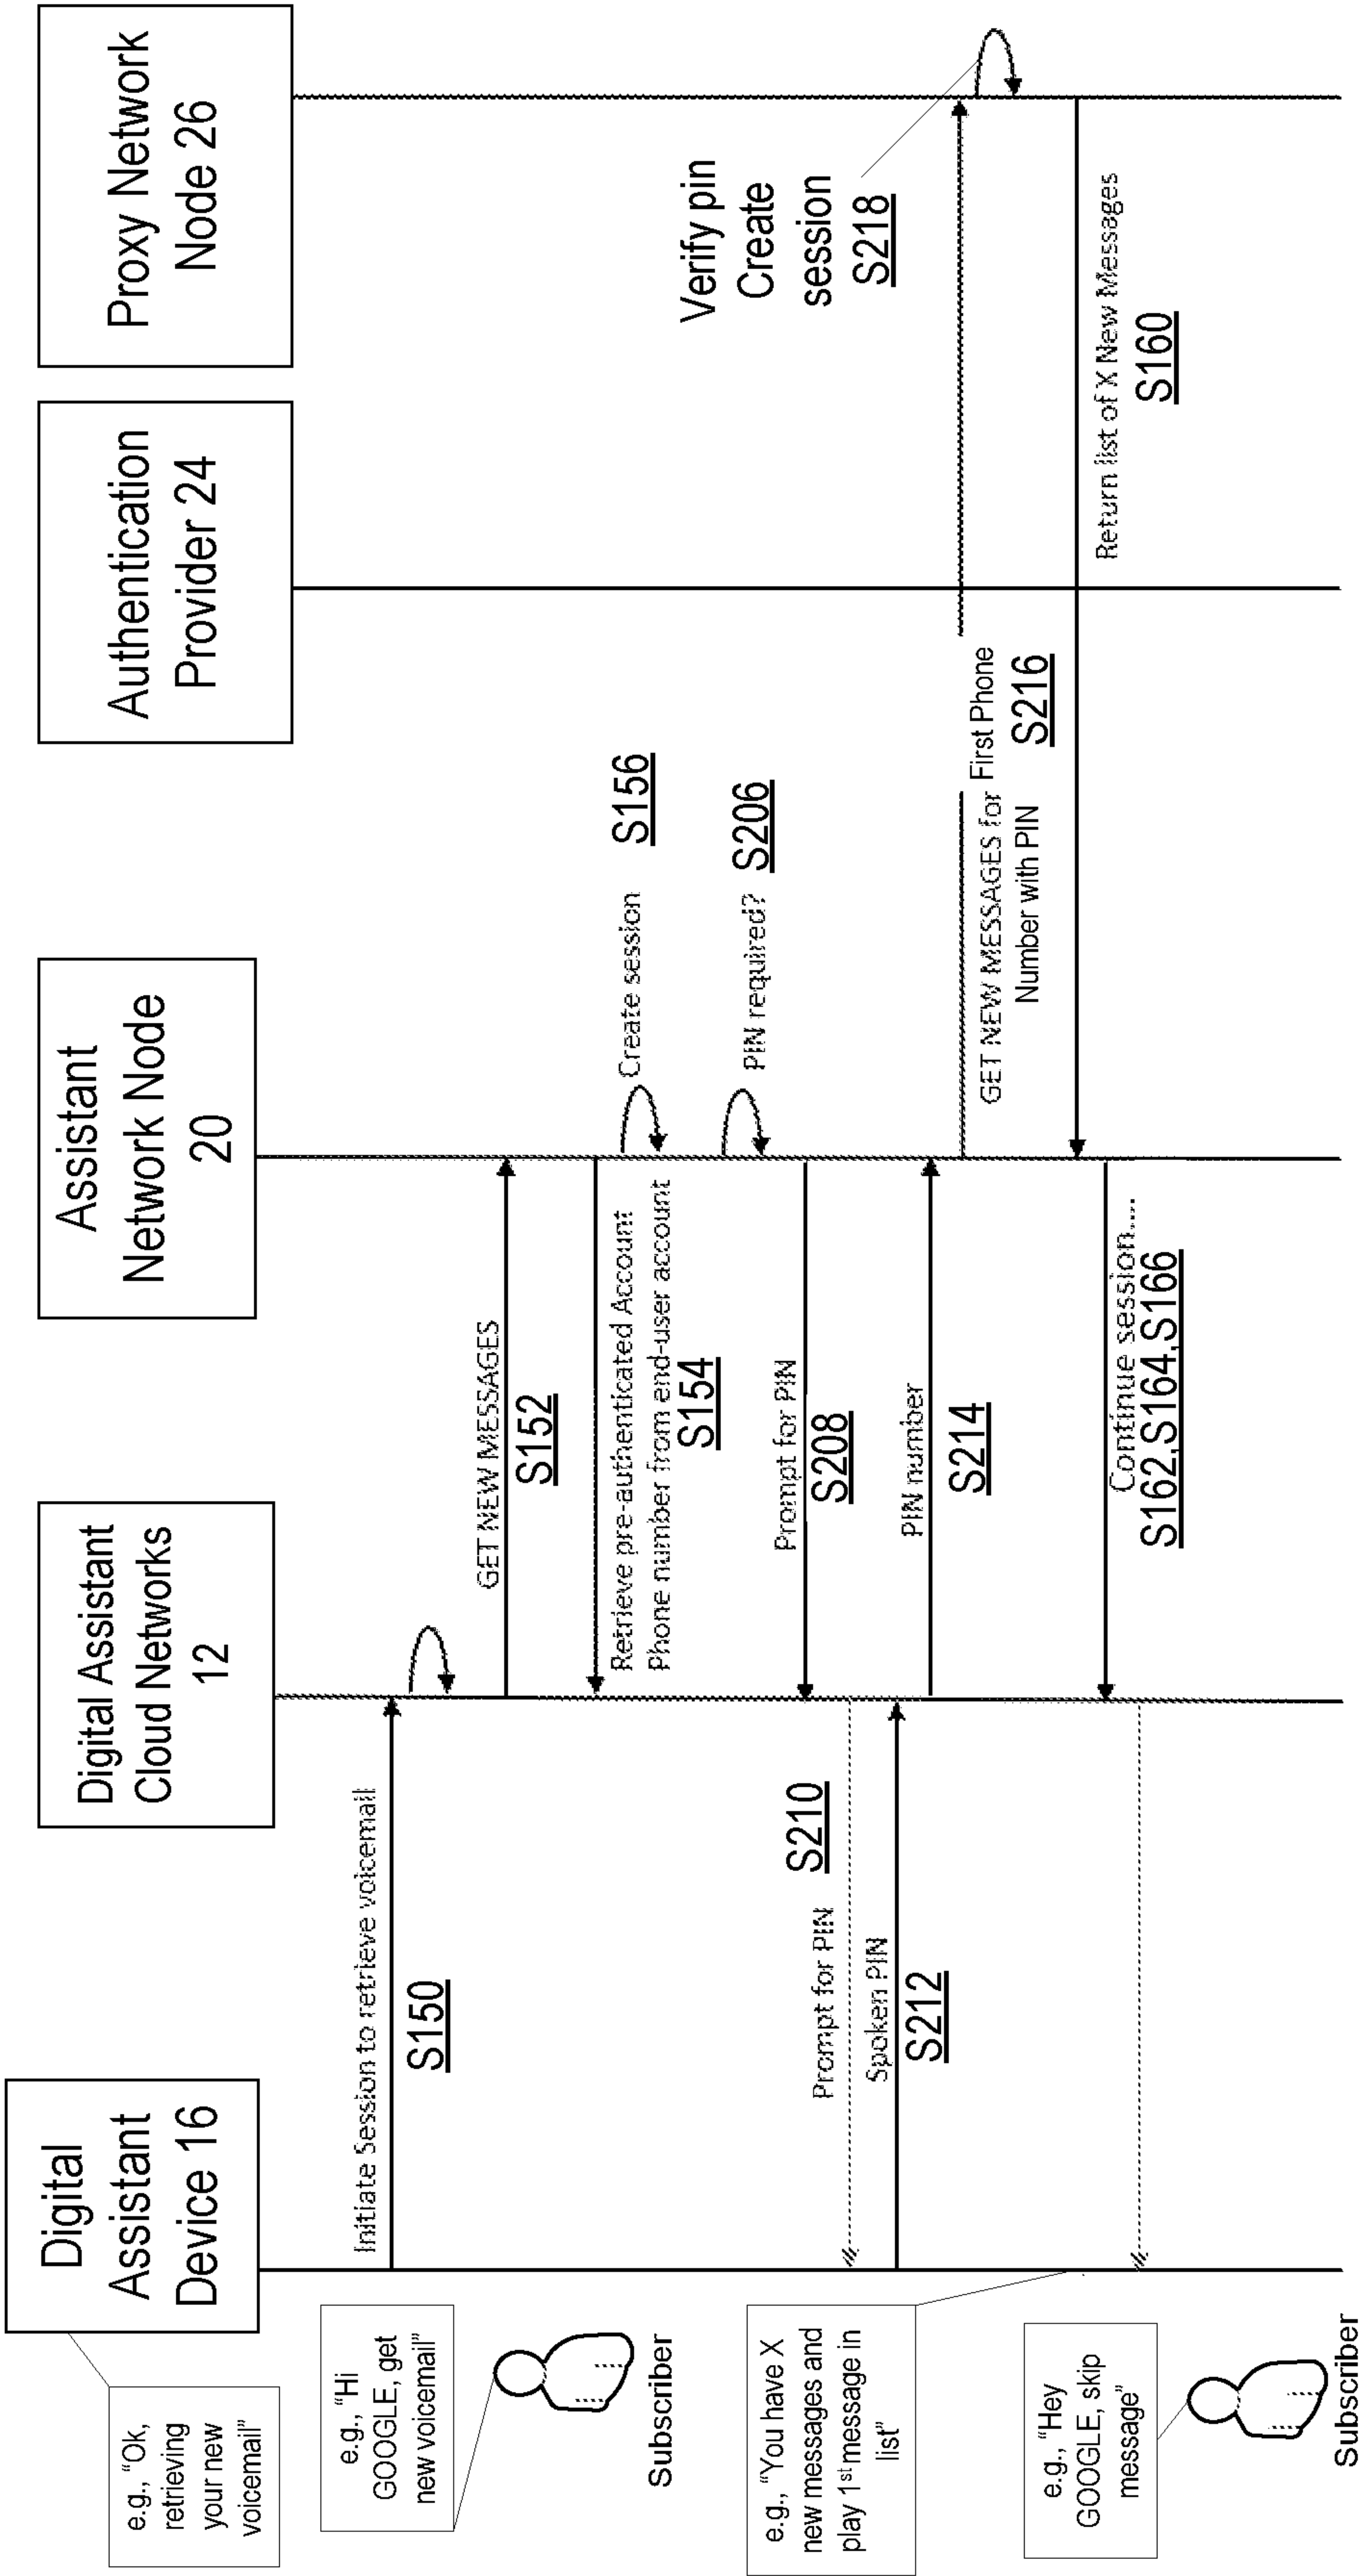 Digital
Assistant
Device 16
Digital Assistant
Cloud Networks
12
Assistant
Network Node
20
Authentication
Provider 24
Proxy Network
Node 26
e.g., “Ok,
retrieving
your new
voicemail”
e.g., “Hi
GOOGLE, get
new voicemail”
Subscriber
Initiate Session to retrieve voicemail
S150
GET NEW MESSAGES
S152
Retrieve pre-authenticated Account
Phone number from end-user account
S154
Create session
S156
PIN required?
S206
Prompt for PIN
S208
Prompt for PIN
S210
Spoken PIN
S212
PIN number
S214
GET NEW MESSAGES for First Phone
Number with PIN
S216
Verify pin
Create
session
S218
Return list of X New Messages
S160
Continue session....
S162,S164,S166
e.g., “You have X
new messages and
play 1st message in
list”
e.g., “Hey
GOOGLE, skip
message”
Subscriber